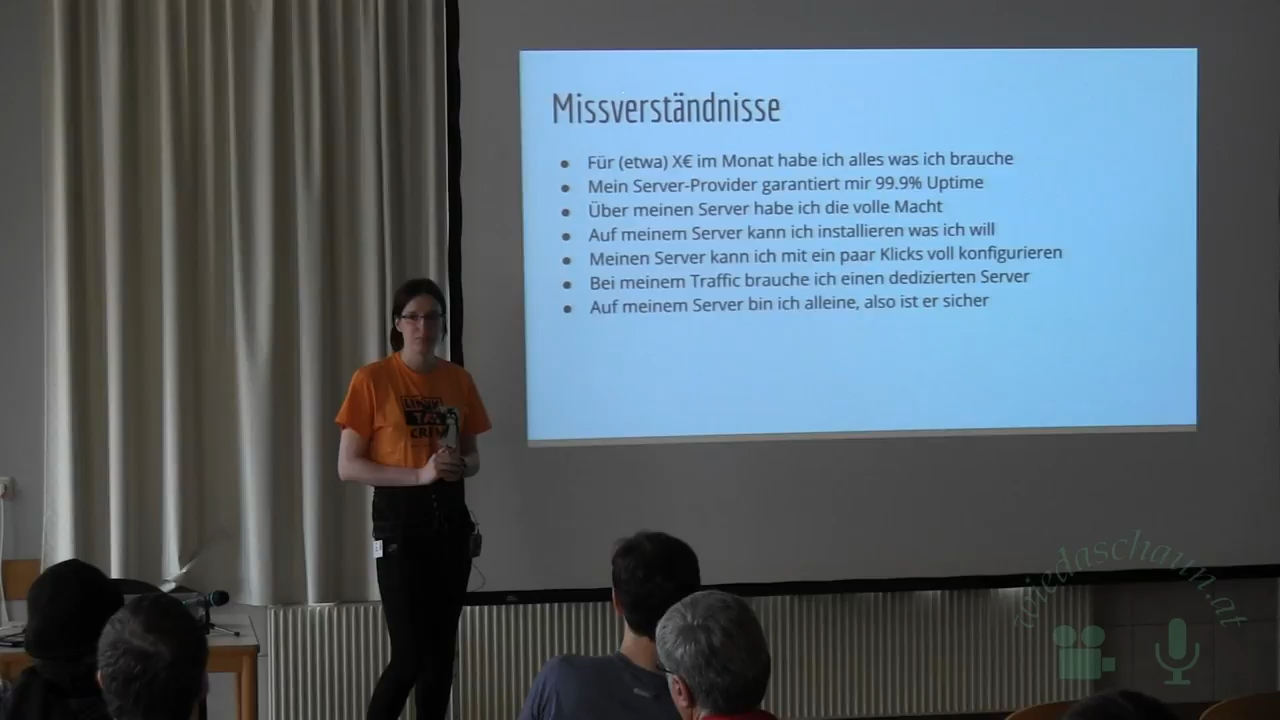 Missverständnisse
Für (etwa) X€ im Monat habe ich alles was ich brauche
Mein Server-Provider garantiert mir 99.9% Uptime
Über meinen Server habe ich die volle Macht
Auf meinem Server kann ich installieren was ich will
Meinen Server kann ich mit ein paar Klicks voll konfigurieren
Bei meinem Traffic brauche ich einen dedizierten Server
Auf meinem Server bin ich alleine, also ist er sicher
wiedaschaun.at